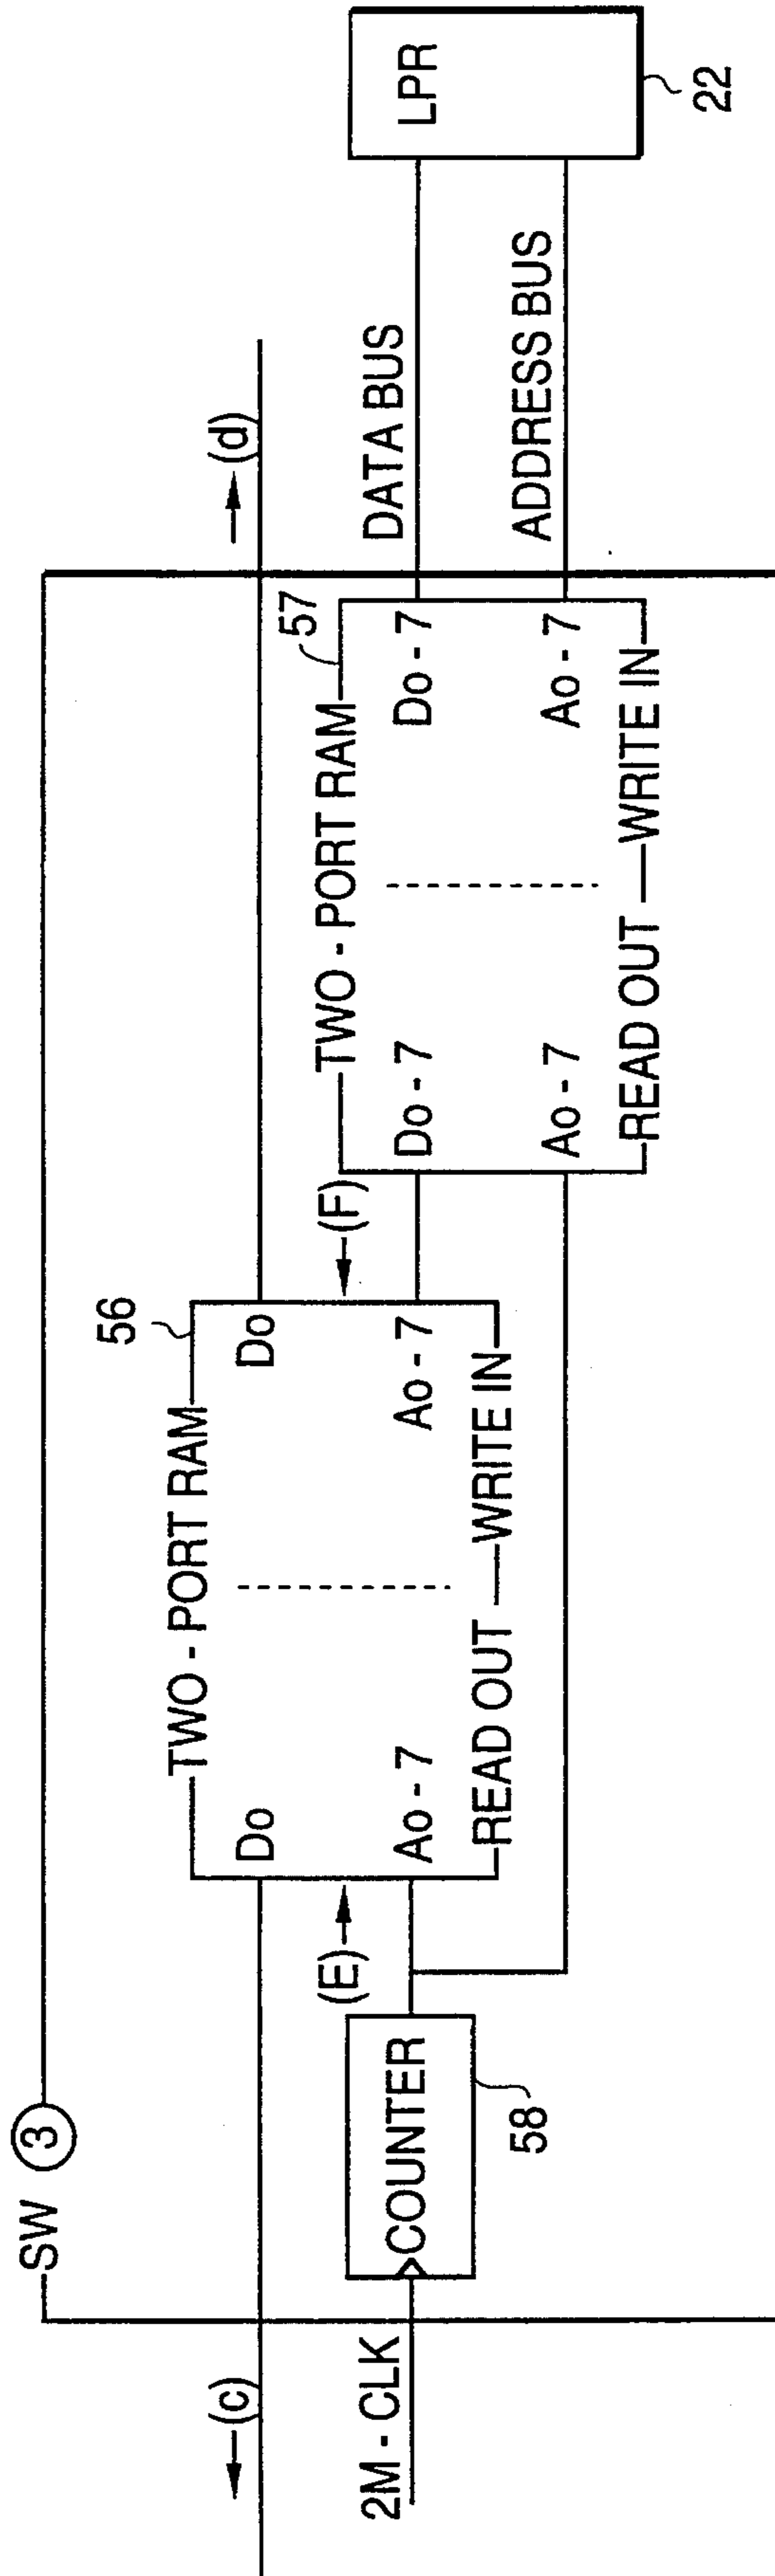 SW 3
(c)
(d)
2M - CLK
COUNTER
58
(E)
TWO - PORT RAM
56
Do
Do
Ao - 7
Ao - 7
READ OUT
WRITE IN
(F)
TWO - PORT RAM
57
Do - 7
Do - 7
Ao - 7
Ao - 7
READ OUT
WRITE IN
DATA BUS
ADDRESS BUS
LPR
22